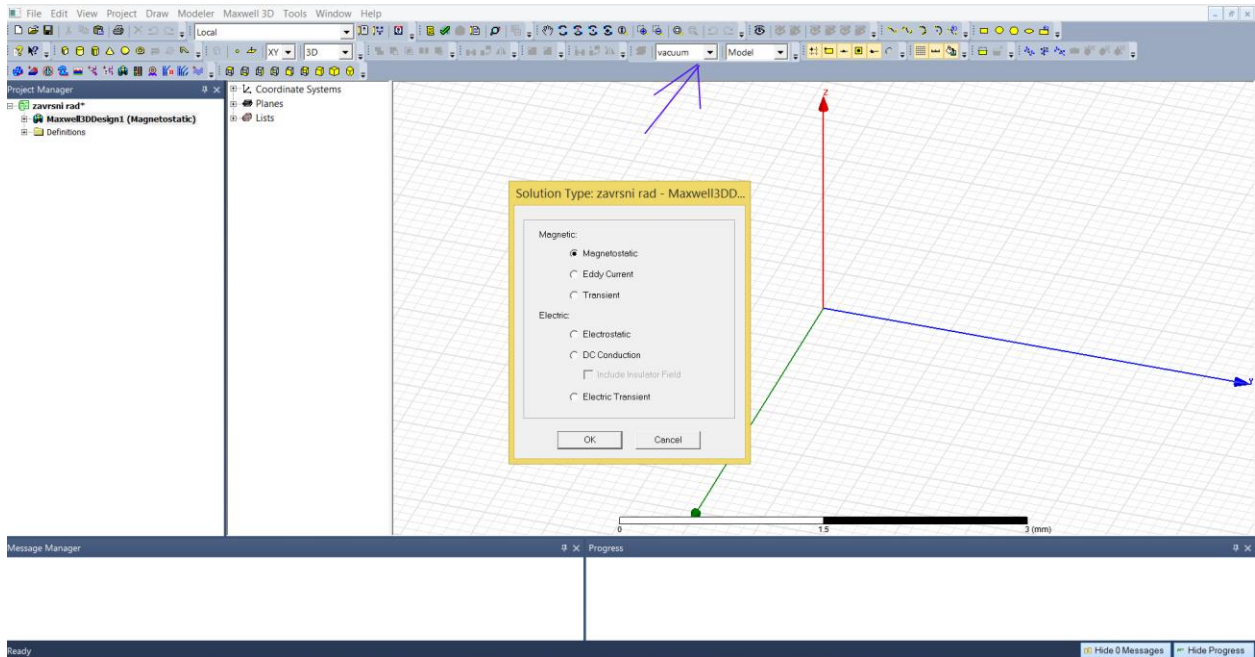 File Edit View Project Draw Modeler Maxwell 3D Tools Window Help
Local
XY 3D vacuum Model
Project Manager
zavrsni rad*
Maxwell3DDesign1 (Magnetostatic)
Definitions
Coordinate Systems
Planes
Lists
Z
Solution Type: zavrsni rad - Maxwell3DD...
Magnetic:
Magnetostatic
Eddy Current
Transient
Electric:
Electrostatic
DC Conduction
Include Insulator Field
Electric Transient
OK Cancel
Y
0 1.5 3 (mm)
Message Manager
Progress
Ready
Hide 0 Messages Hide Progress